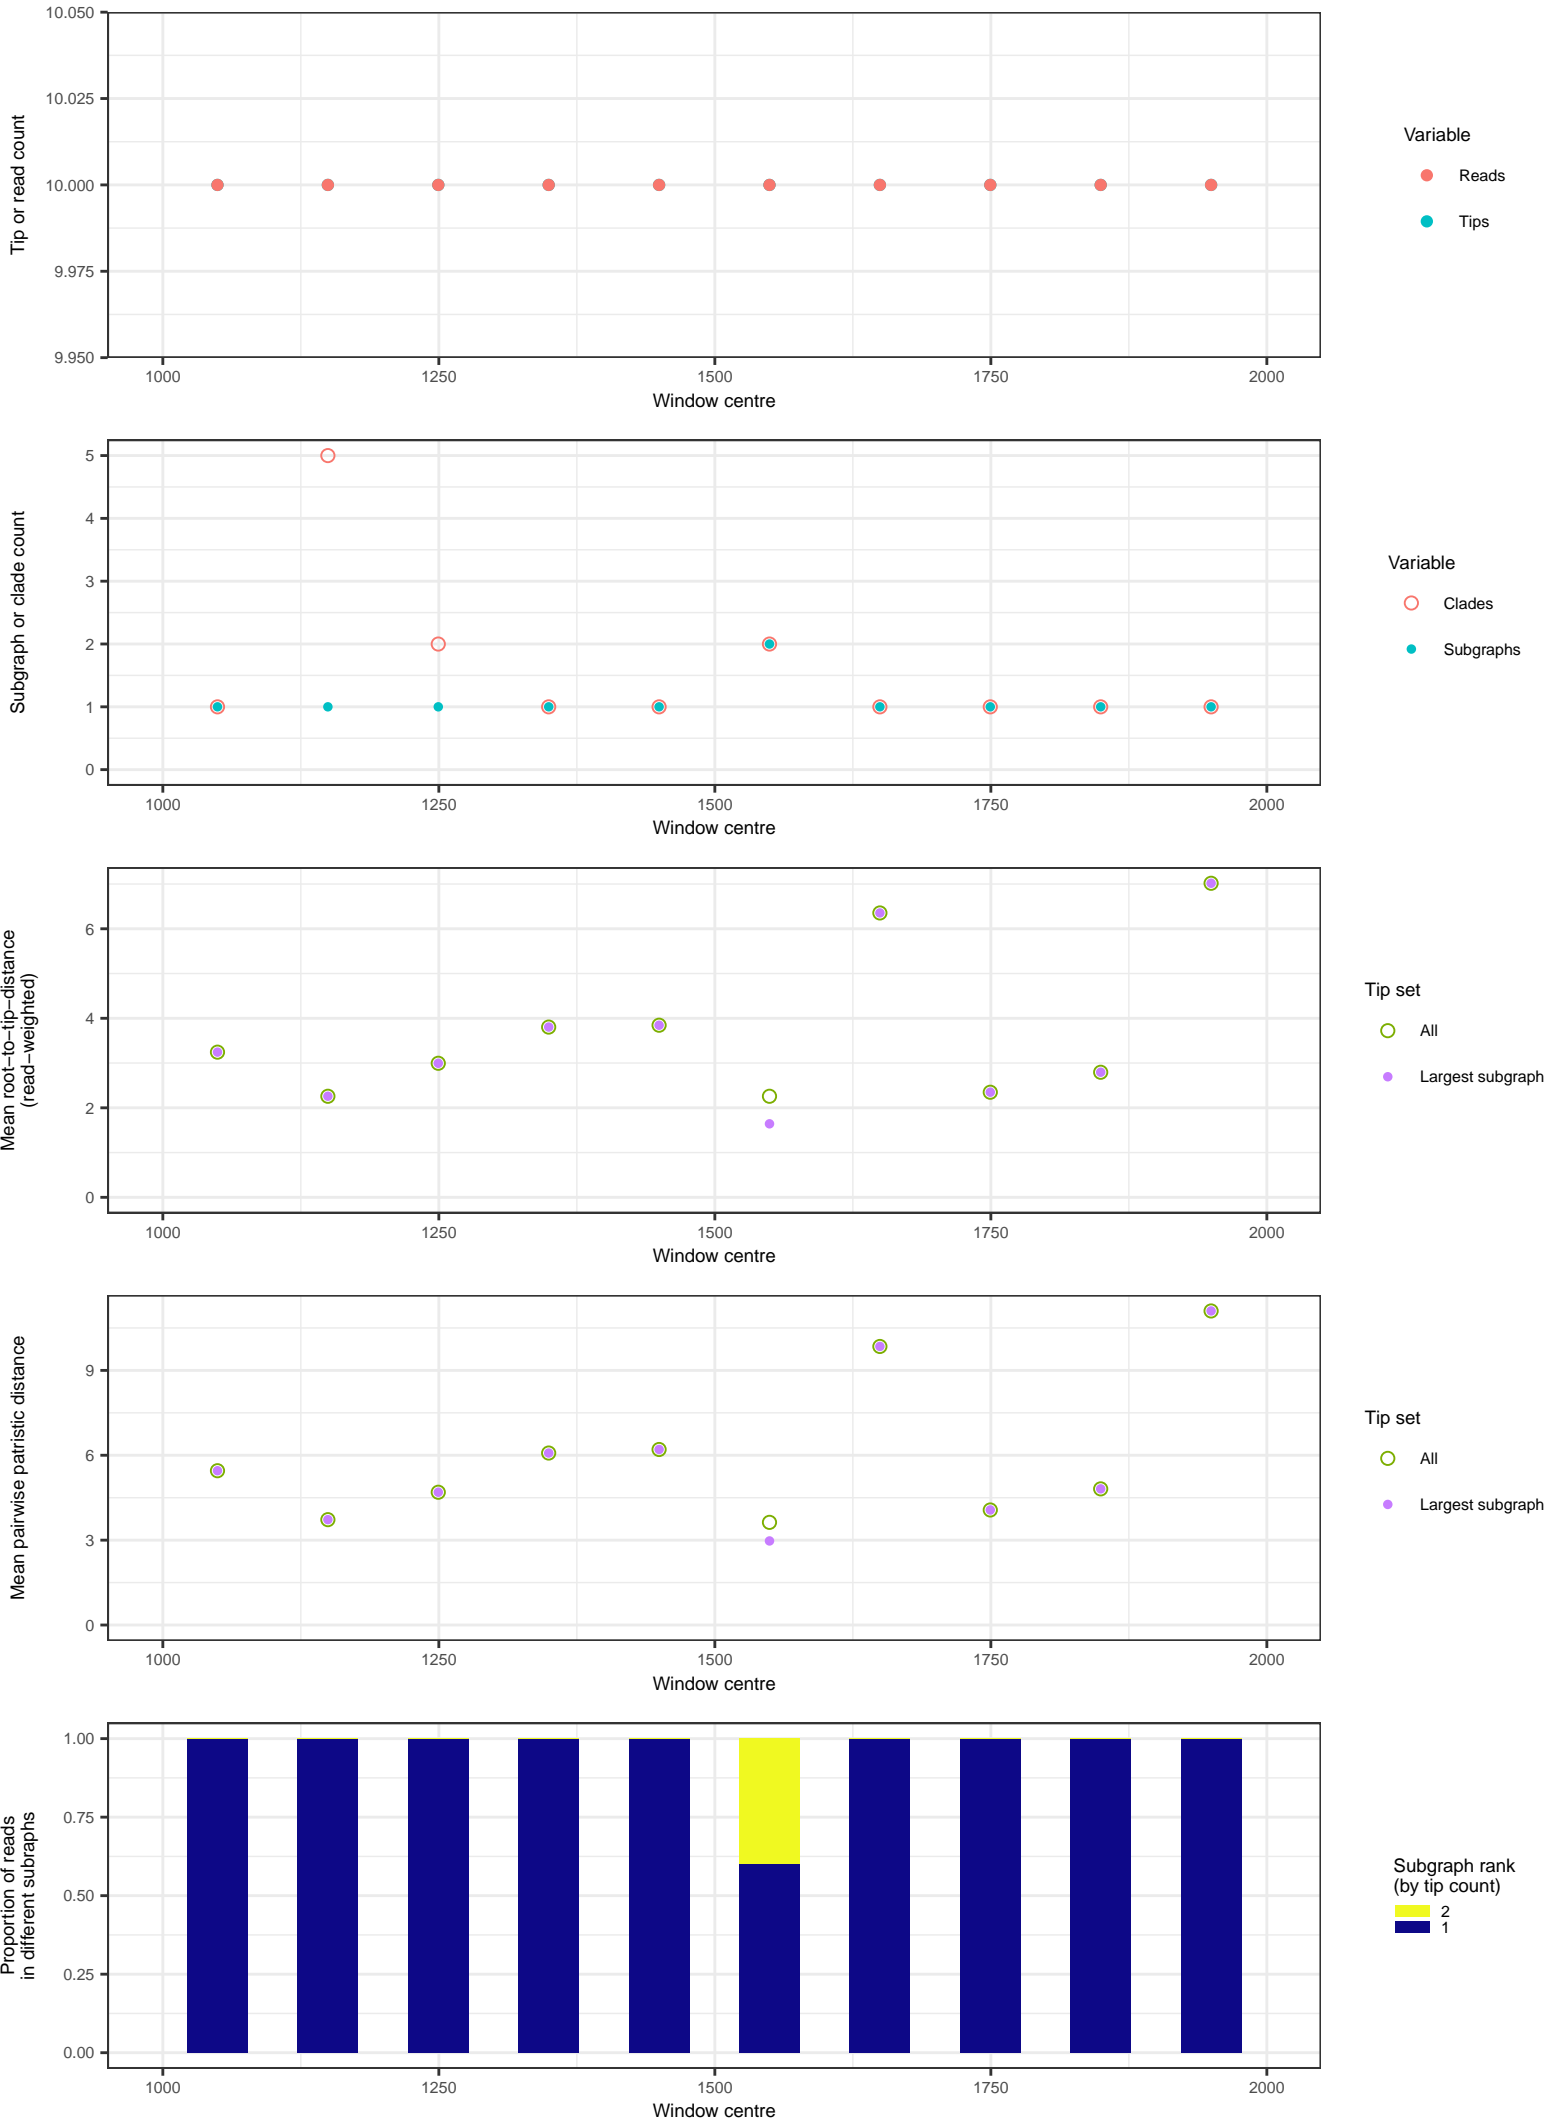 10.050
10.025
10.000
9.975
9.950
Tip or read count
1000 1250 1500 1750 2000
Window centre
Variable
Reads
Tips
5
4
3
2
1
0
Subgraph or clade count
1000 1250 1500 1750 2000
Window centre
Variable
Clades
Subgraphs
6
4
2
0
Mean root−to−tip−distance
(read−weighted)
1000 1250 1500 1750 2000
Window centre
Tip set
All
Largest subgraph
9
6
3
0
Mean pairwise patristic distance
1000 1250 1500 1750 2000
Window centre
Tip set
All
Largest subgraph
1.00
0.75
0.50
0.25
0.00
Proportion of reads
in different subraphs
1000 1250 1500 1750 2000
Window centre
Subgraph rank
(by tip count)
2
1